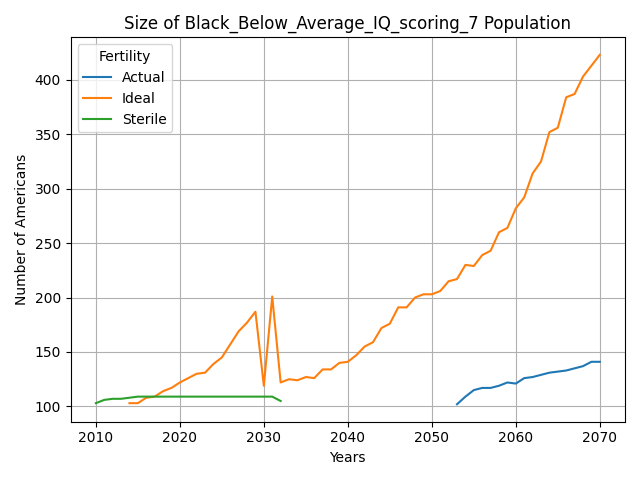 Size of Black_Below_Average_IQ_scoring_7 Population
Fertility
Actual
Ideal
Sterile
Number of Americans
400
350
300
250
200
150
100
2010
2020
2030
2040
2050
2060
2070
Years